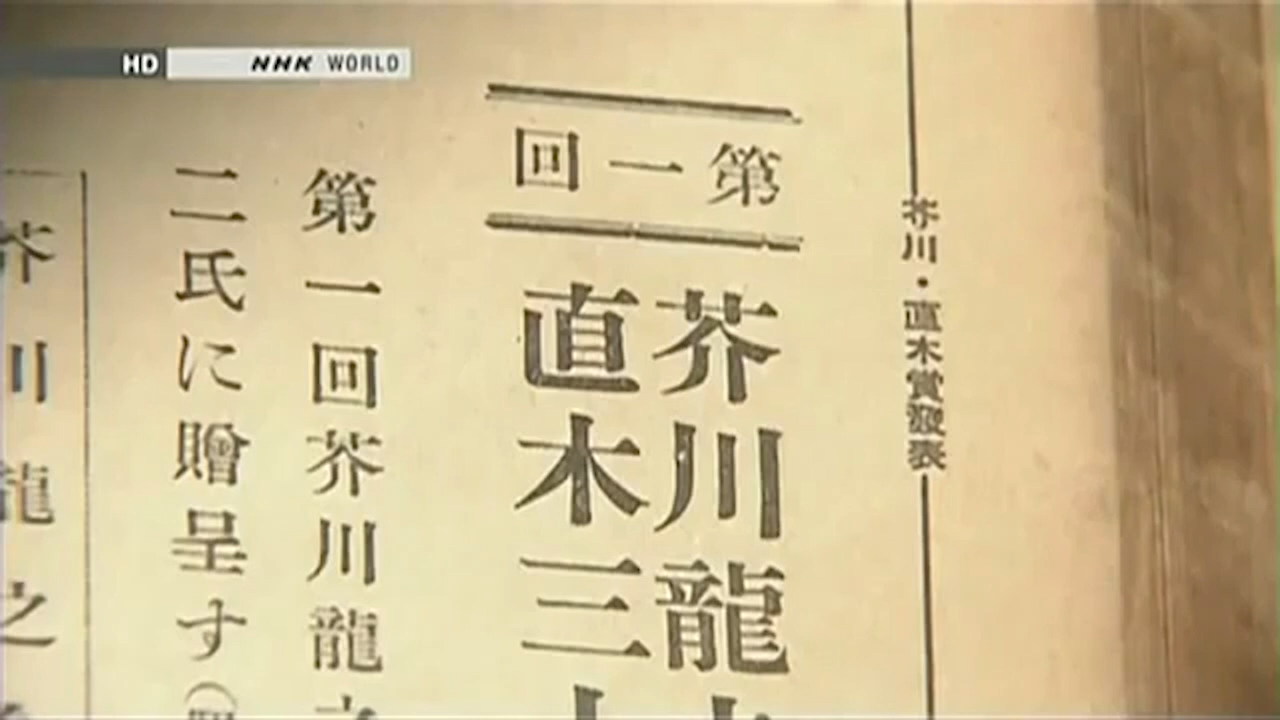 HD NHK WORLD
芥川・直木賞發表
第一回
芥川龍
直木三
第一回芥川龍
二氏に贈呈す(
芥川龍之